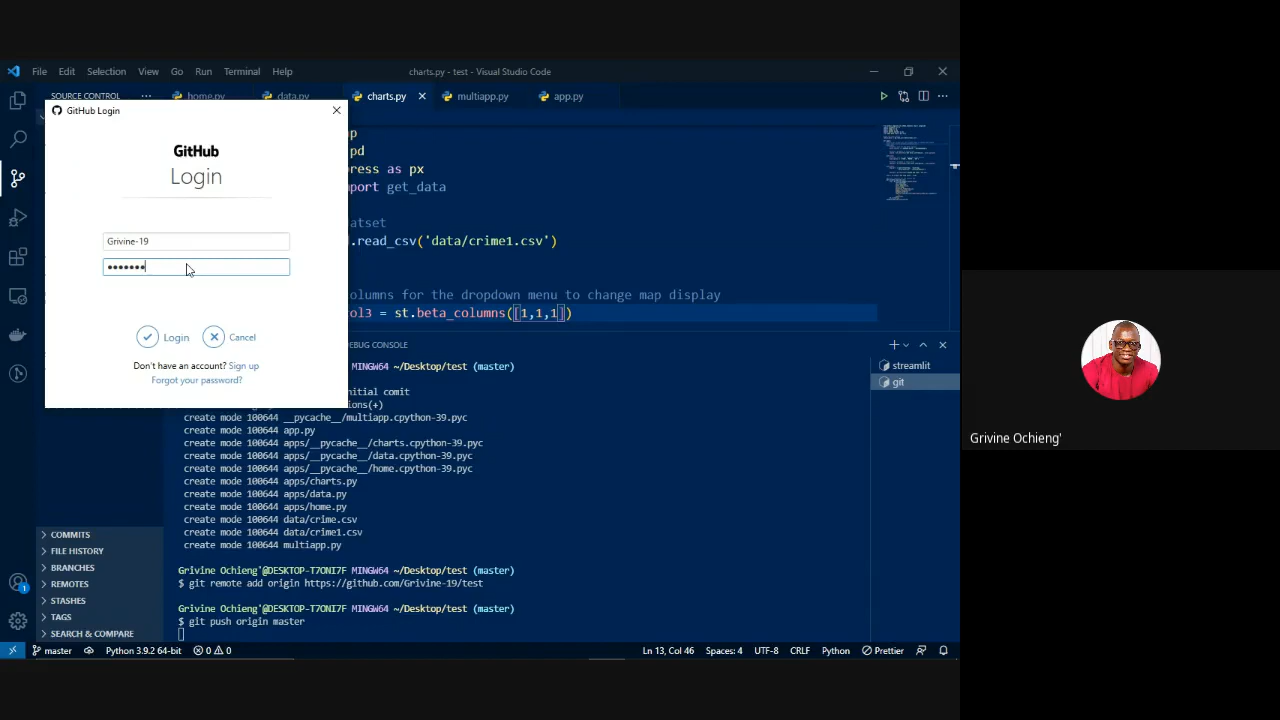 File Edit Selection View Go Run Terminal Help charts.py - test - Visual Studio Code
SOURCE CONTROL ··· home.py data.py charts.py multiapp.py app.py
GitHub Login
GitHub
Login
Grivine-19
•••••••
Login Cancel
Don't have an account? Sign up
Forgot your password?
pd
press as px
port get_data
.read_csv('data/crime1.csv')
olumns for the dropdown menu to change map display
ol3 = st.beta_columns([1,1,1])
DEBUG CONSOLE
streamlit
git
MINGW64 ~/Desktop/test (master)
create mode 100644 __pycache__/multiapp.cpython-39.pyc
create mode 100644 app.py
create mode 100644 apps/__pycache__/charts.cpython-39.pyc
create mode 100644 apps/__pycache__/data.cpython-39.pyc
create mode 100644 apps/__pycache__/home.cpython-39.pyc
create mode 100644 apps/charts.py
create mode 100644 apps/data.py
create mode 100644 apps/home.py
create mode 100644 data/crime.csv
create mode 100644 data/crime1.csv
create mode 100644 multiapp.py
Grivine Ochieng'@DESKTOP-T7ONI7F MINGW64 ~/Desktop/test (master)
$ git remote add origin https://github.com/Grivine-19/test
Grivine Ochieng'@DESKTOP-T7ONI7F MINGW64 ~/Desktop/test (master)
$ git push origin master
COMMITS
FILE HISTORY
BRANCHES
REMOTES
STASHES
TAGS
SEARCH & COMPARE
1
master Python 3.9.2 64-bit 0 0 Ln 13, Col 46 Spaces: 4 UTF-8 CRLF Python Prettier
Grivine Ochieng'